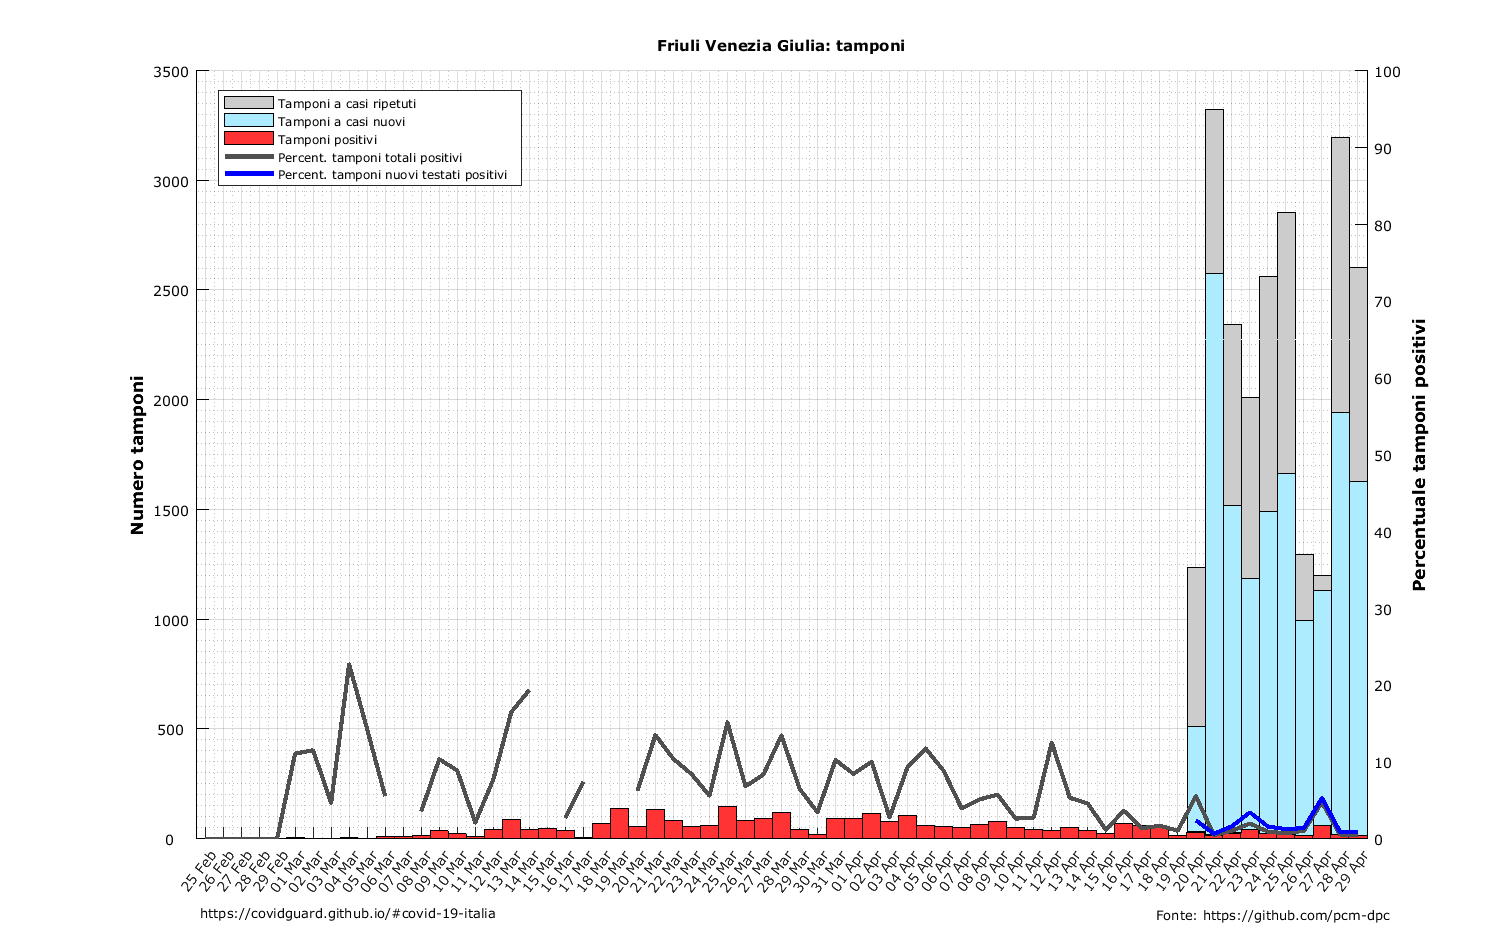 Friuli Venezia Giulia: tamponi
3500
3000
2500
2000
1500
1000
500
0
100
90
80
70
60
50
40
30
20
10
0
Tamponi a casi ripetuti
Tamponi a casi nuovi
Tamponi positivi
Percent. tamponi totali positivi
Percent. tamponi nuovi testati positivi
Numero tamponi
Percentuale tamponi positivi
25 Feb
26 Feb
27 Feb
28 Feb
29 Feb
01 Mar
02 Mar
03 Mar
04 Mar
05 Mar
06 Mar
07 Mar
08 Mar
09 Mar
10 Mar
11 Mar
12 Mar
13 Mar
14 Mar
15 Mar
16 Mar
17 Mar
18 Mar
19 Mar
20 Mar
21 Mar
22 Mar
23 Mar
24 Mar
25 Mar
26 Mar
27 Mar
28 Mar
29 Mar
30 Mar
31 Mar
01 Apr
02 Apr
03 Apr
04 Apr
05 Apr
06 Apr
07 Apr
08 Apr
09 Apr
10 Apr
11 Apr
12 Apr
13 Apr
14 Apr
15 Apr
16 Apr
17 Apr
18 Apr
19 Apr
20 Apr
21 Apr
22 Apr
23 Apr
24 Apr
25 Apr
26 Apr
27 Apr
28 Apr
29 Apr
https://covidguard.github.io/#covid-19-italia
Fonte: https://github.com/pcm-dpc